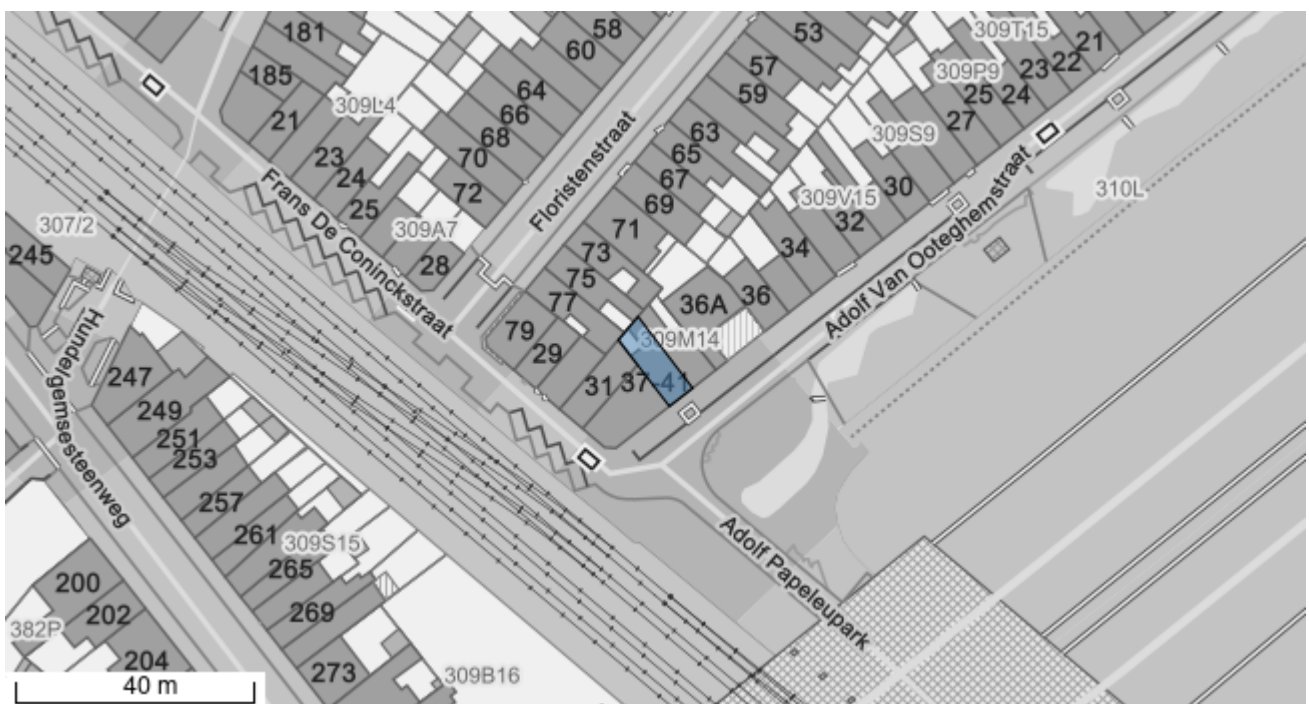 181
185
21
309L4
23
24
25
309A7
28
58
60
64
66
68
70
72
Floristenstraat
Frans De Coninckstraat
53
57
59
63
65
67
69
71
73
75
77
79
29
31
37-41
309M14
36A
36
34
32
30
309V15
309S9
27
25
24
23
22
21
309P9
309T15
310L
Adolf Van Ooteghemstraat
Adolf Papeleupark
307/2
245
Hundelgemsesteenweg
247
249
251
253
257
261
265
269
273
309S15
309B16
200
202
204
382P
40 m